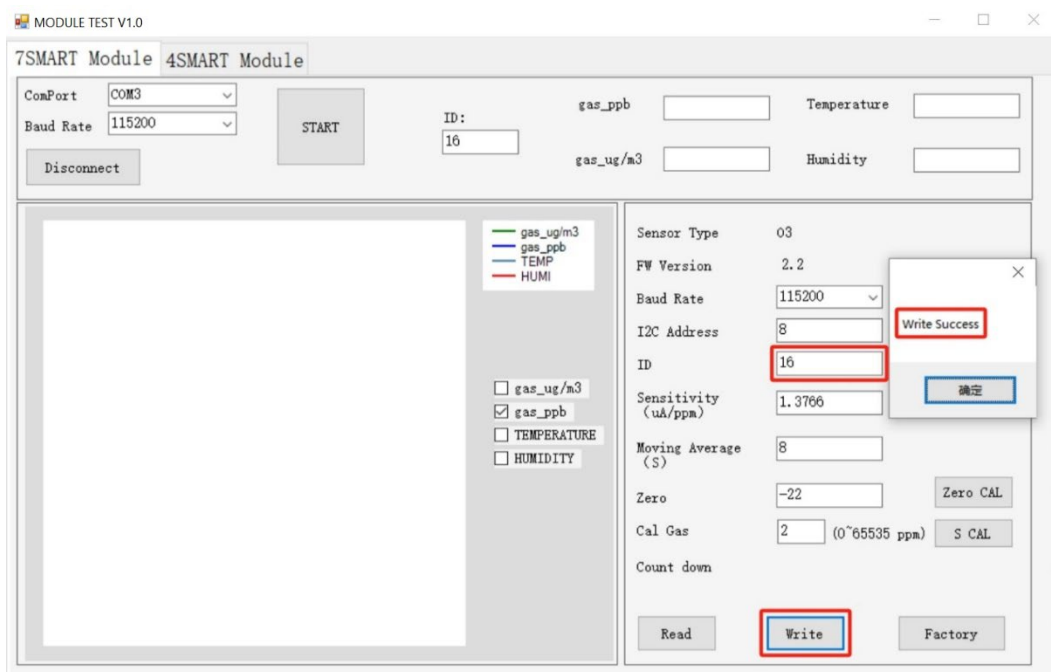 MODULE TEST V1.0
7SMART Module 4SMART Module
ComPort COM3
Baud Rate 115200
Disconnect
START
ID:
16
gas_ppb
gas_ug/m3
Temperature
Humidity
gas_ug/m3
gas_ppb
TEMP
HUMI
gas_ug/m3
gas_ppb
TEMPERATURE
HUMIDITY
Sensor Type o3
FW Version 2.2
Baud Rate 115200
I2C Address 8
ID 16
Sensitivity
(uA/ppm) 1.3766
Moving Average
(S) 8
Zero -22 Zero CAL
Cal Gas 2 (0~65535 ppm) S CAL
Count down
Read Write Factory
Write Success
确定